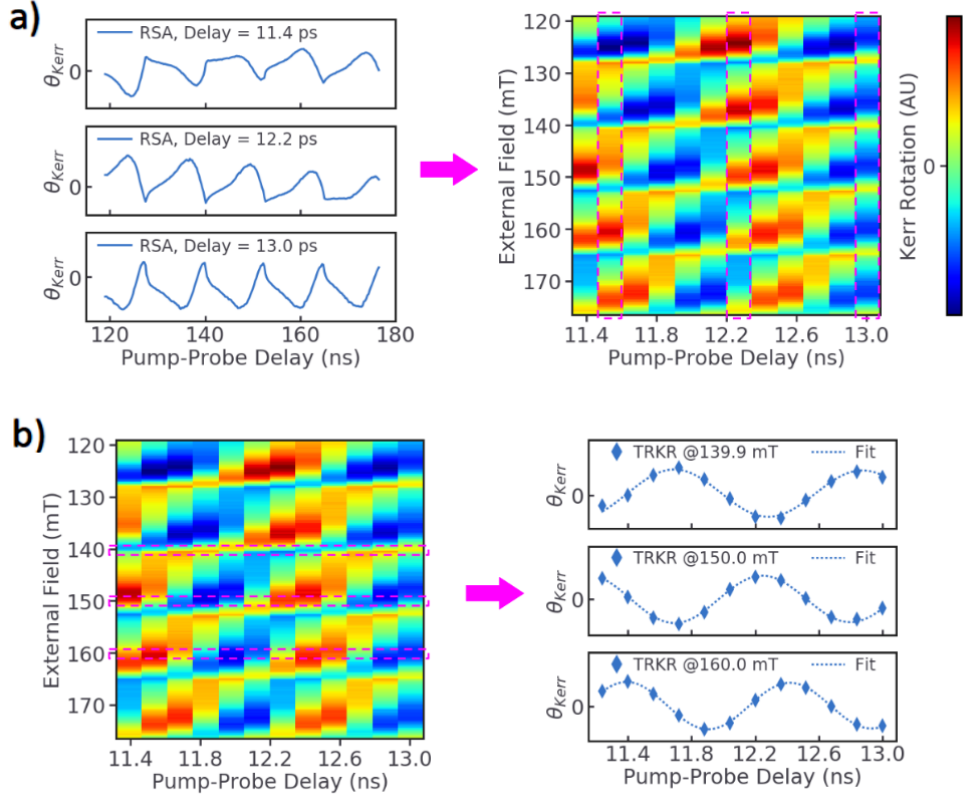 a)
θKerr
0
RSA, Delay = 11.4 ps
θKerr
0
RSA, Delay = 12.2 ps
θKerr
0
RSA, Delay = 13.0 ps
120 140 160 180
Pump-Probe Delay (ns)
External Field (mT)
120
130
140
150
160
170
11.4 11.8 12.2 12.6 13.0
Pump-Probe Delay (ns)
0
Kerr Rotation (AU)
b)
External Field (mT)
120
130
140
150
160
170
11.4 11.8 12.2 12.6 13.0
Pump-Probe Delay (ns)
θKerr
0
TRKR @139.9 mT Fit
θKerr
0
TRKR @150.0 mT Fit
θKerr
0
TRKR @160.0 mT Fit
11.4 11.8 12.2 12.6 13.0
Pump-Probe Delay (ns)